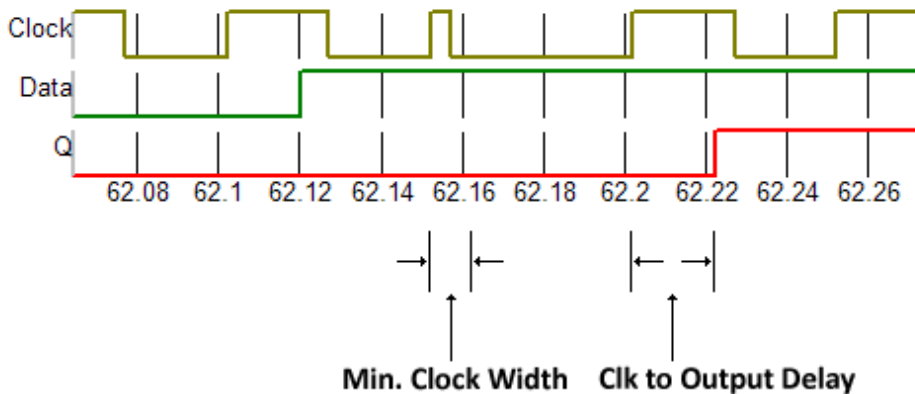 Clock
Data
Q
62.08 62.1 62.12 62.14 62.16 62.18 62.2 62.22 62.24 62.26
Min. Clock Width Clk to Output Delay